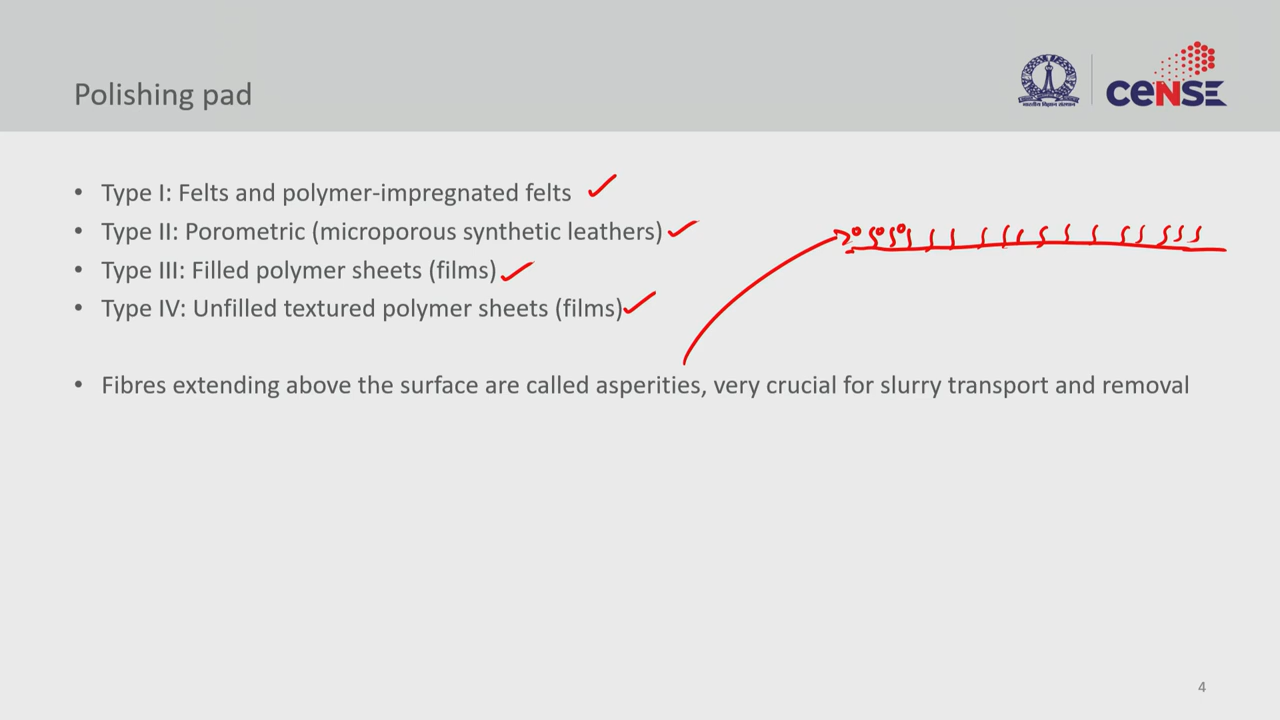 Polishing pad
भारतीय विज्ञान संस्थान
CeNSE
• Type I: Felts and polymer-impregnated felts
• Type II: Porometric (microporous synthetic leathers)
• Type III: Filled polymer sheets (films)
• Type IV: Unfilled textured polymer sheets (films)
• Fibres extending above the surface are called asperities, very crucial for slurry transport and removal
4